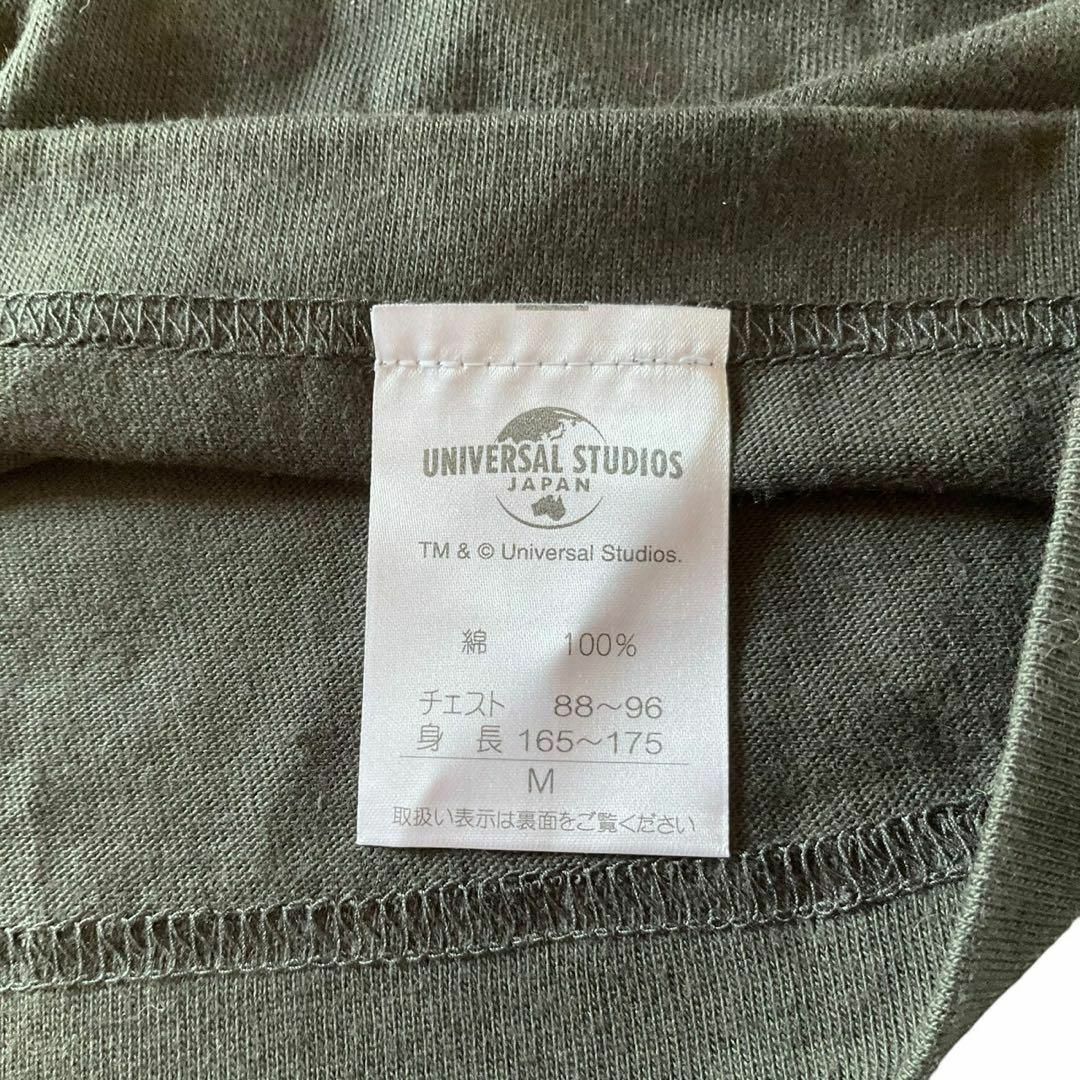 UNIVERSAL STUDIOS
JAPAN
TM & © Universal Studios.
綿 100%
チェスト 88～96
身長 165～175
M
取扱い表示は裏面をご覧ください